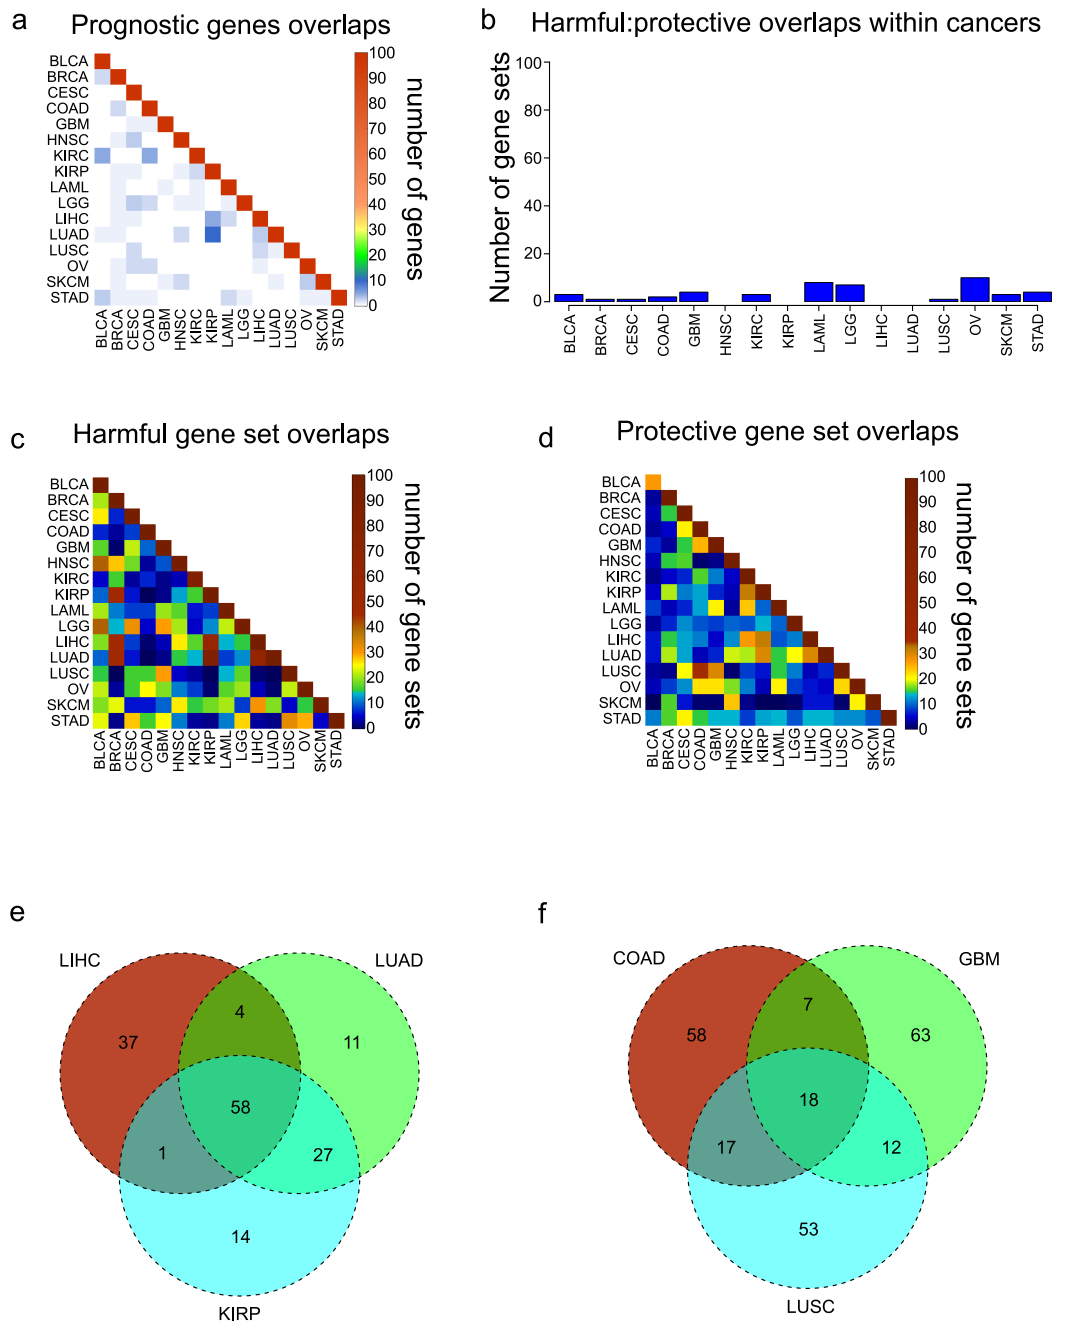 a
Prognostic genes overlaps
BLCA
BRCA
CESC
COAD
GBM
HNSC
KIRC
KIRP
LAML
LGG
LIHC
LUAD
LUSC
OV
SKCM
STAD
BLCA
BRCA
CESC
COAD
GBM
HNSC
KIRC
KIRP
LAML
LGG
LIHC
LUAD
LUSC
OV
SKCM
STAD
100
90
80
70
60
50
40
30
20
10
0
number of genes
b
Harmful:protective overlaps within cancers
Number of gene sets
100
80
60
40
20
0
BLCA
BRCA
CESC
COAD
GBM
HNSC
KIRC
KIRP
LAML
LGG
LIHC
LUAD
LUSC
OV
SKCM
STAD
c
Harmful gene set overlaps
BLCA
BRCA
CESC
COAD
GBM
HNSC
KIRC
KIRP
LAML
LGG
LIHC
LUAD
LUSC
OV
SKCM
STAD
BLCA
BRCA
CESC
COAD
GBM
HNSC
KIRC
KIRP
LAML
LGG
LIHC
LUAD
LUSC
OV
SKCM
STAD
100
90
80
70
60
50
40
30
20
10
0
number of gene sets
d
Protective gene set overlaps
BLCA
BRCA
CESC
COAD
GBM
HNSC
KIRC
KIRP
LAML
LGG
LIHC
LUAD
LUSC
OV
SKCM
STAD
BLCA
BRCA
CESC
COAD
GBM
HNSC
KIRC
KIRP
LAML
LGG
LIHC
LUAD
LUSC
OV
SKCM
STAD
100
90
80
70
60
50
40
30
20
10
0
number of gene sets
e
LIHC
LUAD
4
37
11
58
1
27
14
KIRP
f
COAD
GBM
7
58
63
18
17
12
53
LUSC